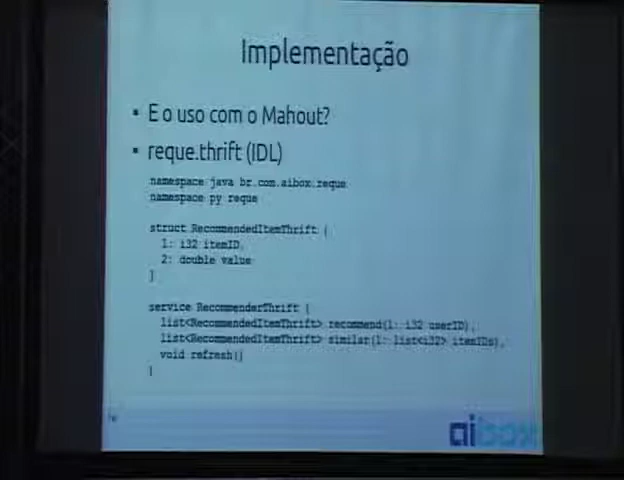 Implementação
▪ E o uso com o Mahout?
▪ reque.thrift (IDL)
namespace java br.com.aibox.reque
namespace py reque
struct RecommendedItemThrift {
1: i32 itemID,
2: double value
}
service RecommenderThrift {
list<RecommendedItemThrift> recommend(1: i32 userID),
list<RecommendedItemThrift> similar(1: list<i32> itemIDs),
void refresh()
}
aibox